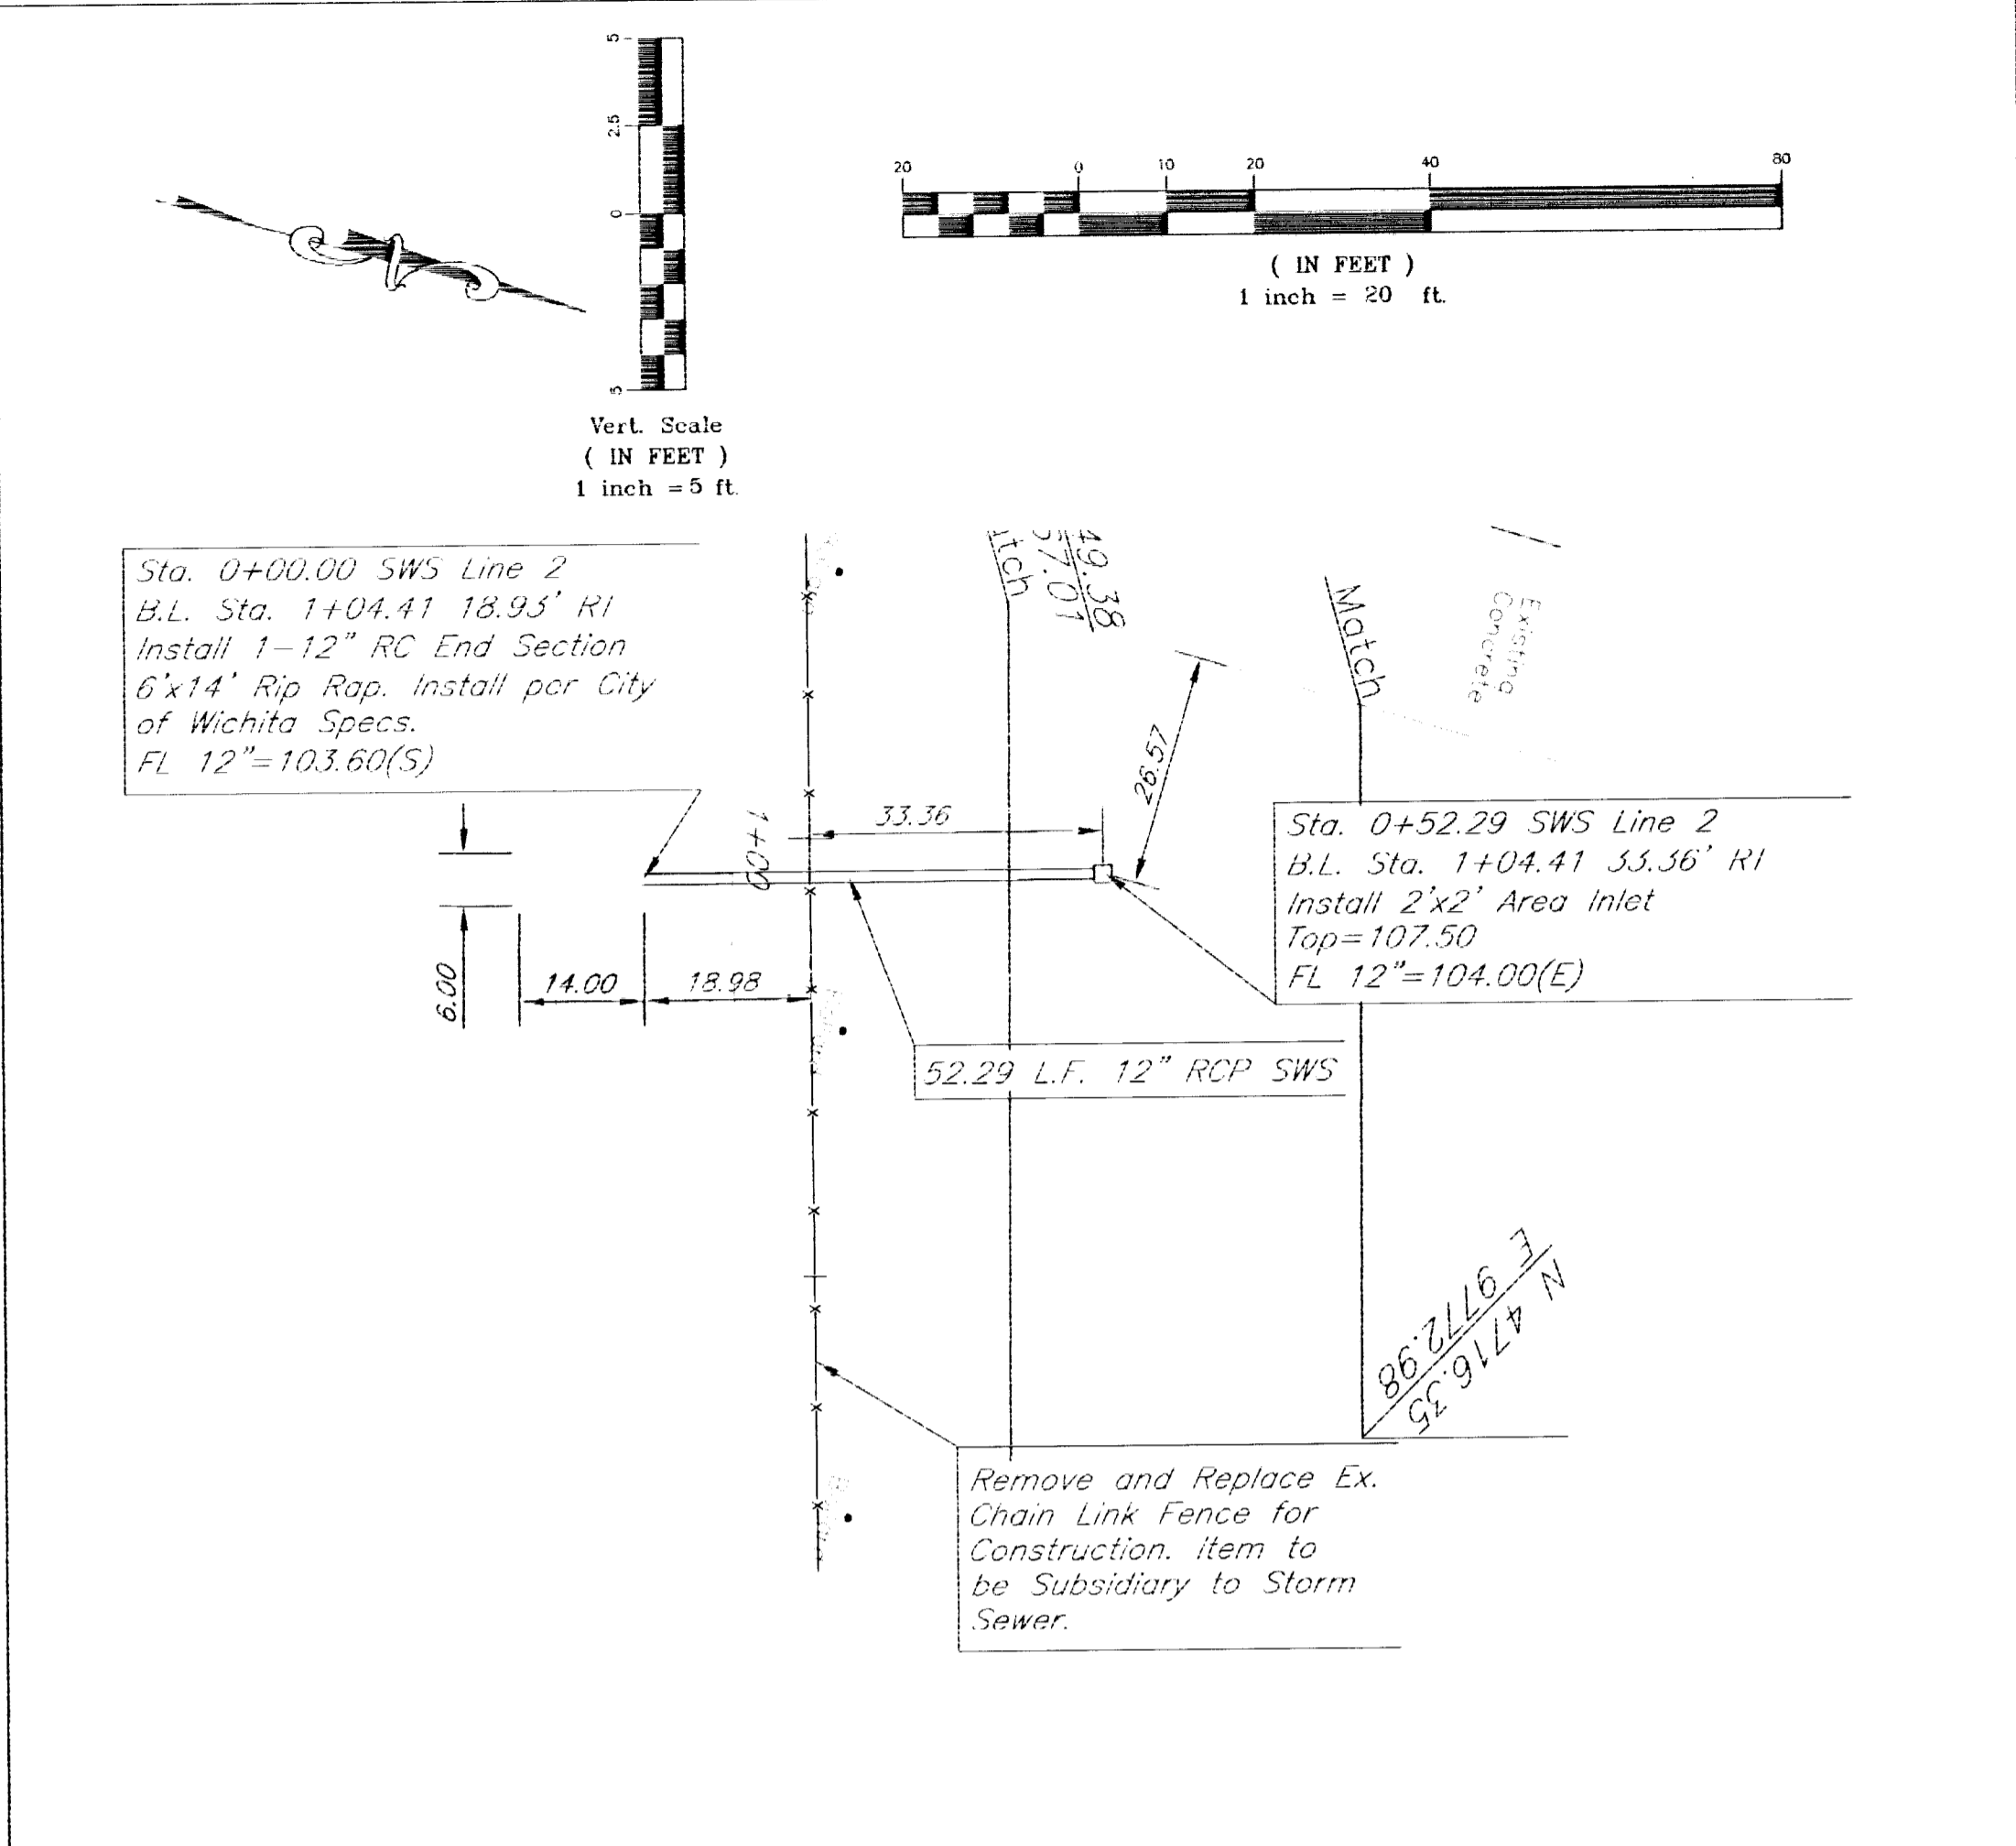 5
2.5
0
5
Vert. Scale
( IN FEET )
1 inch = 5 ft.
20 0 10 20 40 80
( IN FEET )
1 inch = 20 ft.
Sta. 0+00.00 SWS Line 2
B.L. Sta. 1+04.41 18.93' Rt
Install 1-12" RC End Section
6'x14' Rip Rap. Install per City
of Wichita Specs.
FL 12"=103.60(S)
49.38
57.01
Match
Existing
Concrete
26.57
33.36
1+00
Sta. 0+52.29 SWS Line 2
B.L. Sta. 1+04.41 33.36' Rt
Install 2'x2' Area Inlet
Top=107.50
FL 12"=104.00(E)
6.00
14.00
18.98
52.29 L.F. 12" RCP SWS
N 4716.35
E 9772.98
Remove and Replace Ex.
Chain Link Fence for
Construction. Item to
be Subsidiary to Storm
Sewer.